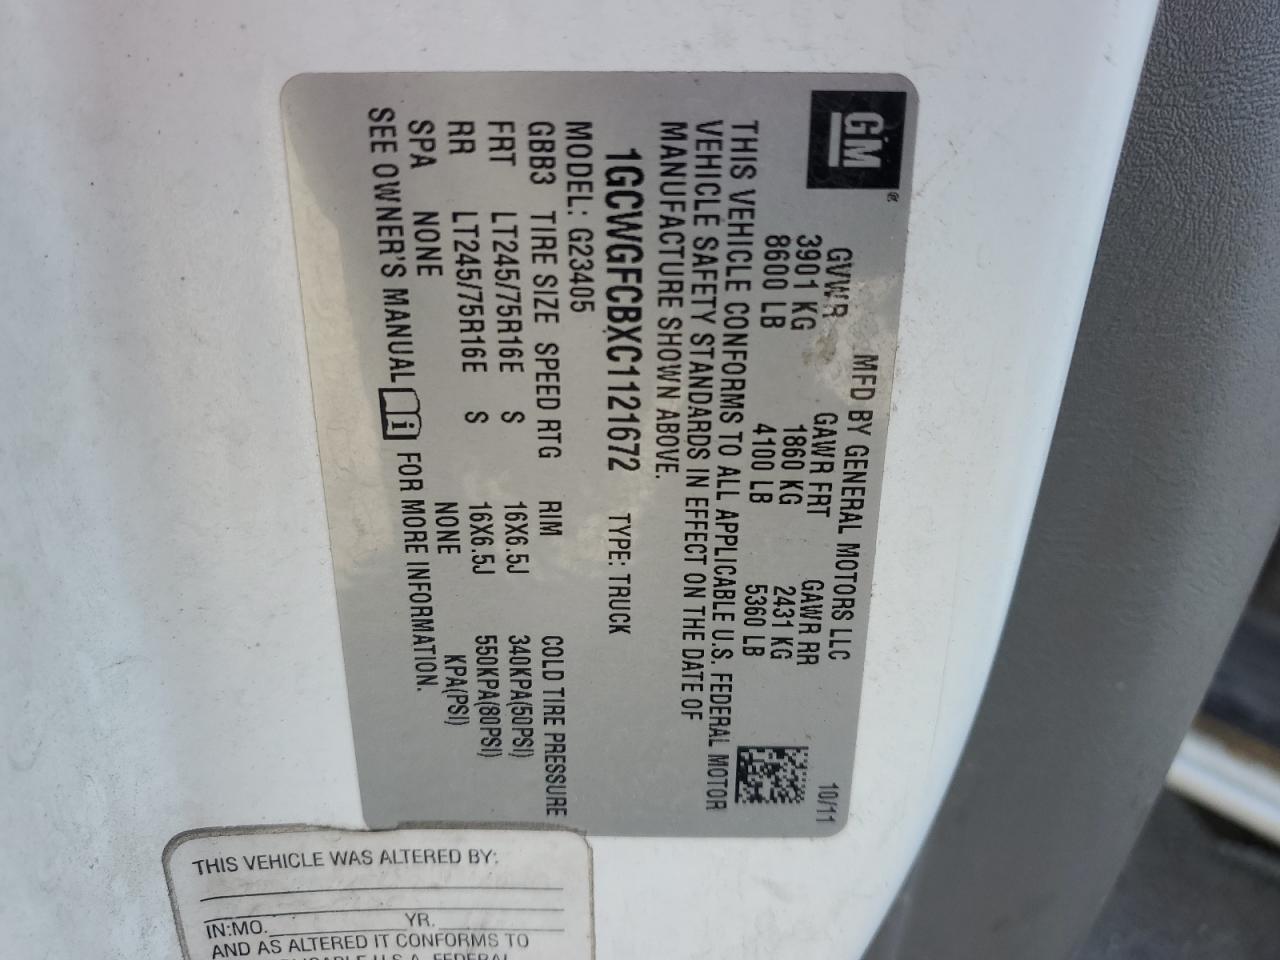 GM®
MFD BY GENERAL MOTORS LLC 10/11
GVWR GAWR FRT GAWR RR
3901 KG 1860 KG 2431 KG
8600 LB 4100 LB 5360 LB
THIS VEHICLE CONFORMS TO ALL APPLICABLE U.S. FEDERAL MOTOR
VEHICLE SAFETY STANDARDS IN EFFECT ON THE DATE OF
MANUFACTURE SHOWN ABOVE.
1GCWGFCBXC1121672 TYPE: TRUCK
MODEL: G23405
GBB3 TIRE SIZE SPEED RTG RIM COLD TIRE PRESSURE
FRT LT245/75R16E S 16X6.5J 340KPA(50PSI)
RR LT245/75R16E S 16X6.5J 550KPA(80PSI)
SPA NONE NONE KPA(PSI)
SEE OWNER'S MANUAL i FOR MORE INFORMATION.
THIS VEHICLE WAS ALTERED BY:
IN:MO. YR.
AND AS ALTERED IT CONFORMS TO
U.S.A. FEDERAL